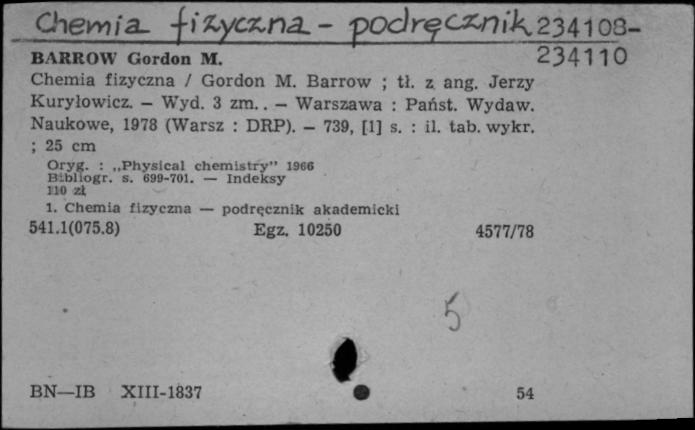 Chemia fizyczna - podręcznik 234108-
234110
BARROW Gordon M.
Chemia fizyczna / Gordon M. Barrow ; tł. z ang. Jerzy
Kuryłowicz. — Wyd. 3 zm.. — Warszawa : Państ. Wydaw.
Naukowe, 1978 (Warsz : DRP). — 739, [1] s. : il. tab. wykr.
; 25 cm
Oryg. : „Physical chemistry" 1966
Bibliogr. s. 699-701. — Indeksy
110 zł
1. Chemia fizyczna — podręcznik akademicki
541.1(075.8) Egz. 10250 4577/78
5
BN—IB XIII-1837 54